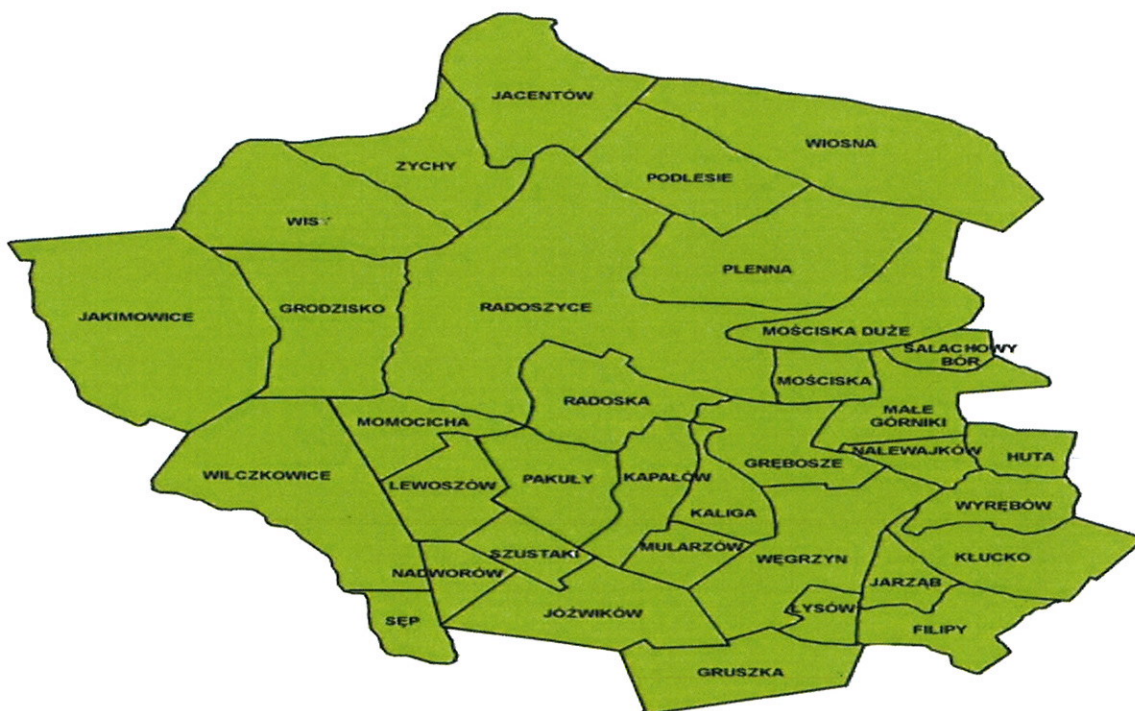 JACENTÓW
WIOSNA
ZYCHY
PODLESIE
WISY
PLENNA
GRODZISKO
RADOSZYCE
JAKIMOWICE
MOŚCISKA DUŻE
SALACHOWY
BÓR
MOŚCISKA
RADOSKA
MAŁE
GÓRNIKI
MOMOCICHA
NALEWAJKÓW
HUTA
GRĘBOSZE
WILCZKOWICE
LEWOSZÓW
PAKUŁY
KAPAŁÓW
WYRĘBÓW
KALIGA
SZUSTAKI
MULARZÓW
WĘGRZYN
KŁUCKO
NADWORÓW
JARZĄB
JÓŹWIKÓW
ŁYSÓW
SĘP
FILIPY
GRUSZKA